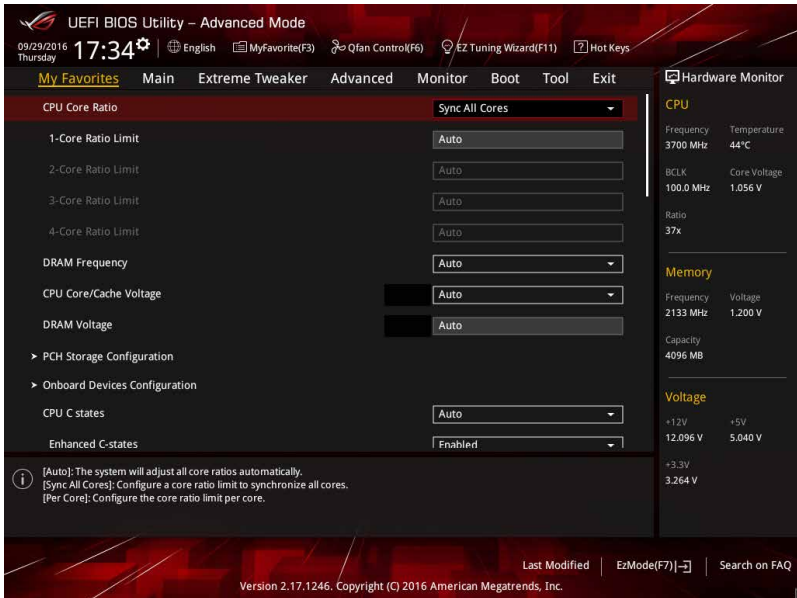 UEFI BIOS Utility – Advanced Mode
09/29/2016 Thursday 17:34 English MyFavorite(F3) Qfan Control(F6) EZ Tuning Wizard(F11) ? Hot Keys
My Favorites Main Extreme Tweaker Advanced Monitor Boot Tool Exit
CPU Core Ratio Sync All Cores
1-Core Ratio Limit Auto
2-Core Ratio Limit Auto
3-Core Ratio Limit Auto
4-Core Ratio Limit Auto
DRAM Frequency Auto
CPU Core/Cache Voltage Auto
DRAM Voltage Auto
> PCH Storage Configuration
> Onboard Devices Configuration
CPU C states Auto
Enhanced C-states Enabled
[Auto]: The system will adjust all core ratios automatically.
[Sync All Cores]: Configure a core ratio limit to synchronize all cores.
[Per Core]: Configure the core ratio limit per core.
Hardware Monitor
CPU
Frequency Temperature
3700 MHz 44°C
BCLK Core Voltage
100.0 MHz 1.056 V
Ratio
37x
Memory
Frequency Voltage
2133 MHz 1.200 V
Capacity
4096 MB
Voltage
+12V +5V
12.096 V 5.040 V
+3.3V
3.264 V
Last Modified EzMode(F7) Search on FAQ
Version 2.17.1246. Copyright (C) 2016 American Megatrends, Inc.